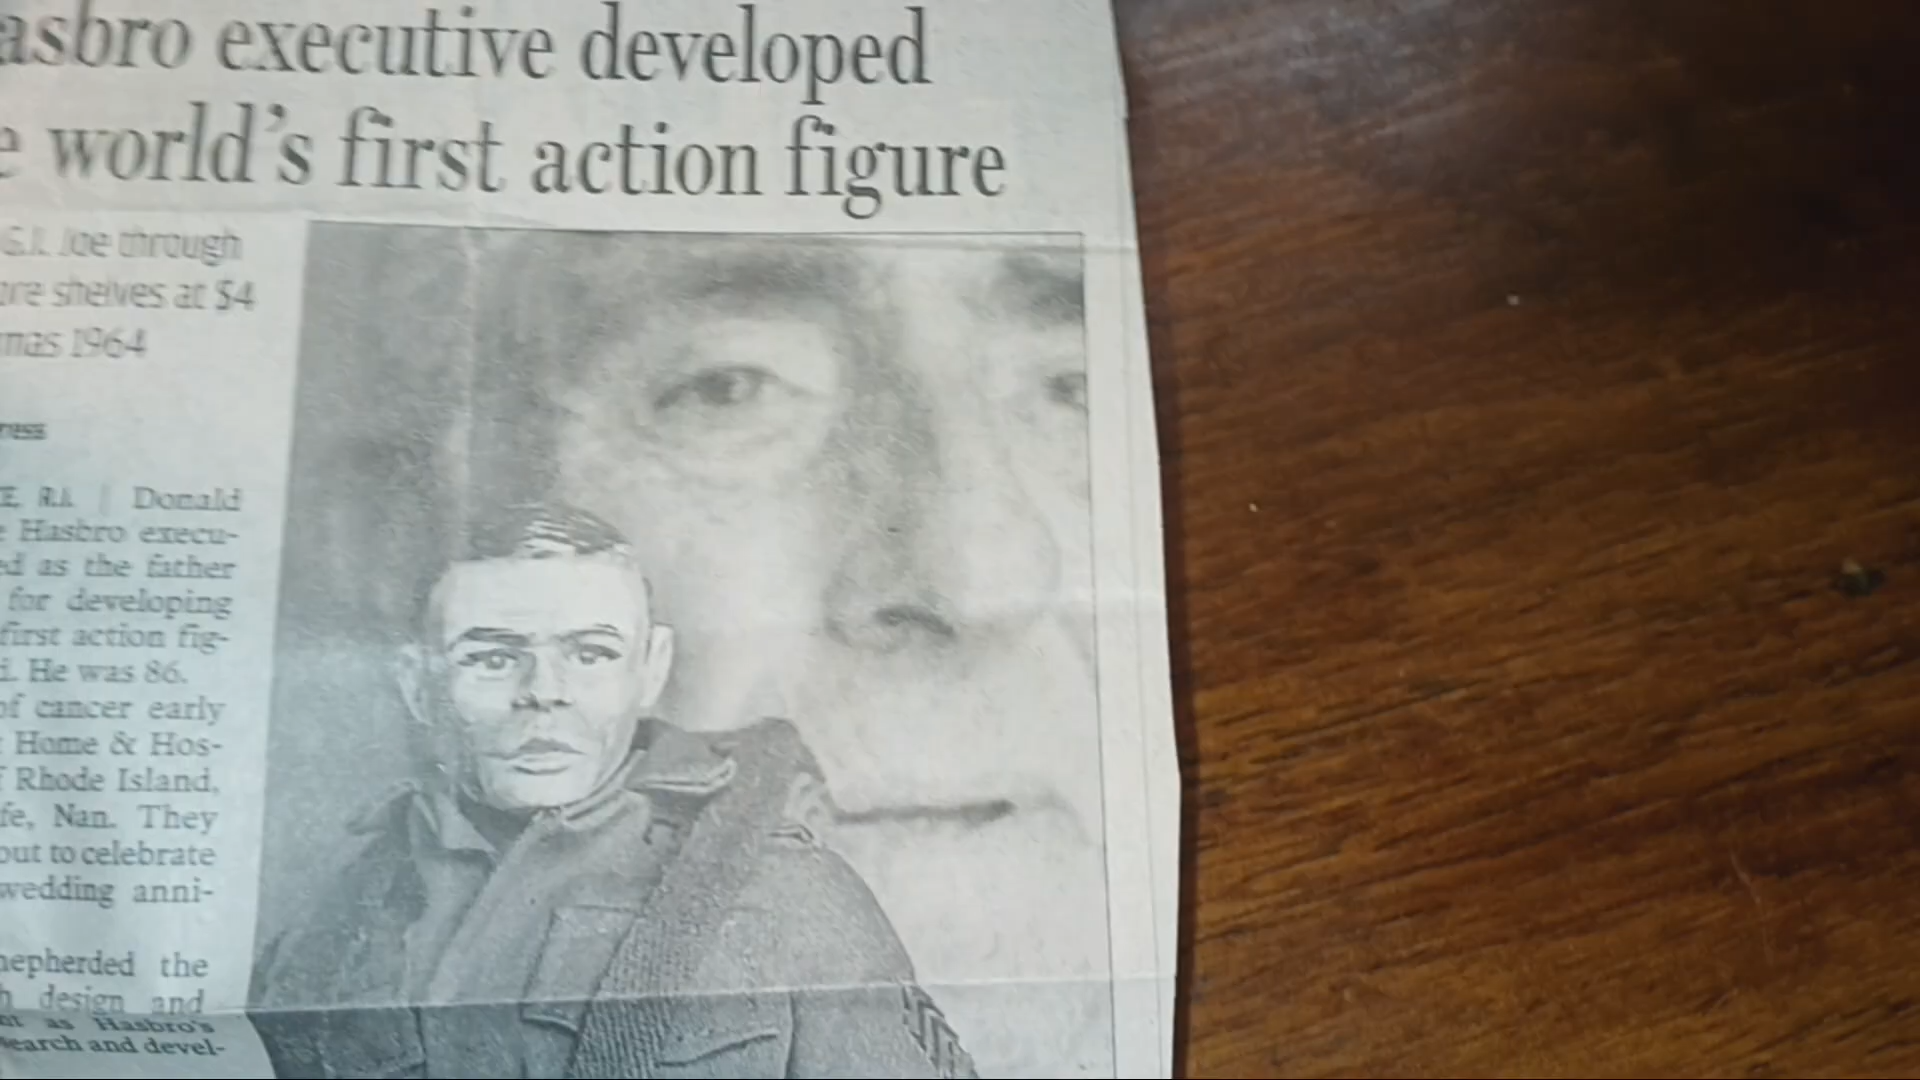 asbro executive developed
e world's first action figure
G.I. Joe through
ore shelves at $4
mas 1964
ress
E, R.I. | Donald
e Hasbro execu-
ed as the father
for developing
first action fig-
d. He was 86.
of cancer early
t Home & Hos-
f Rhode Island,
fe, Nan. They
out to celebrate
wedding anni-
hepherded the
h design and
nt as Hasbro's
search and devel-